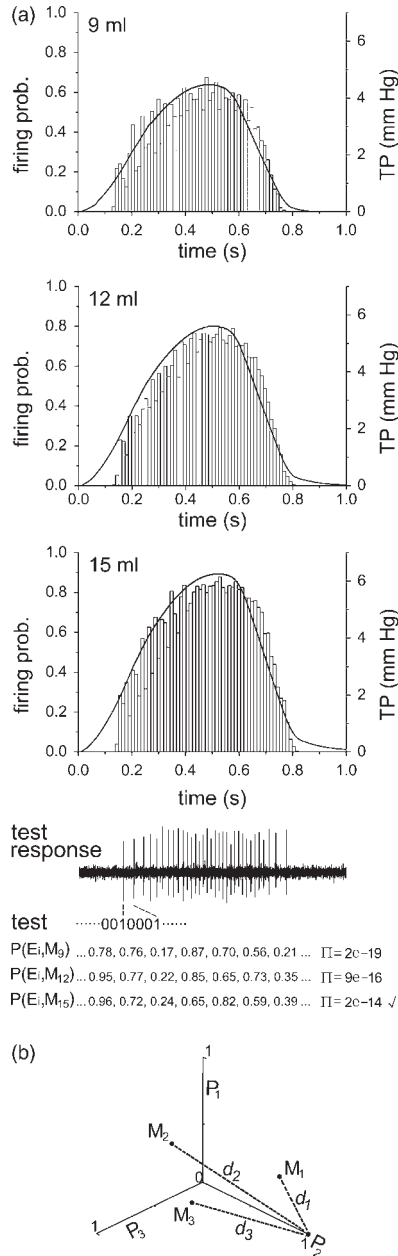 (a)
9 ml
firing prob.
1.0
0.8
0.6
0.4
0.2
0.0
6
4
2
0
TP (mm Hg)
0.0 0.2 0.4 0.6 0.8 1.0
time (s)
12 ml
firing prob.
1.0
0.8
0.6
0.4
0.2
0.0
6
4
2
0
TP (mm Hg)
0.0 0.2 0.4 0.6 0.8 1.0
time (s)
15 ml
firing prob.
1.0
0.8
0.6
0.4
0.2
0.0
6
4
2
0
TP (mm Hg)
0.0 0.2 0.4 0.6 0.8 1.0
time (s)
test
response
test ......0010001......
P(Ei,M9) ... 0.78, 0.76, 0.17, 0.87, 0.70, 0.56, 0.21 ... Π = 2e−19
P(Ei,M12) ... 0.95, 0.77, 0.22, 0.85, 0.65, 0.73, 0.35 ... Π = 9e−16
P(Ei,M15) ... 0.96, 0.72, 0.24, 0.65, 0.82, 0.59, 0.39 ... Π = 2e−14 √
(b)
1
P1
M2
d2
M1
0
d1
P3
M3
d3
1
1
P2